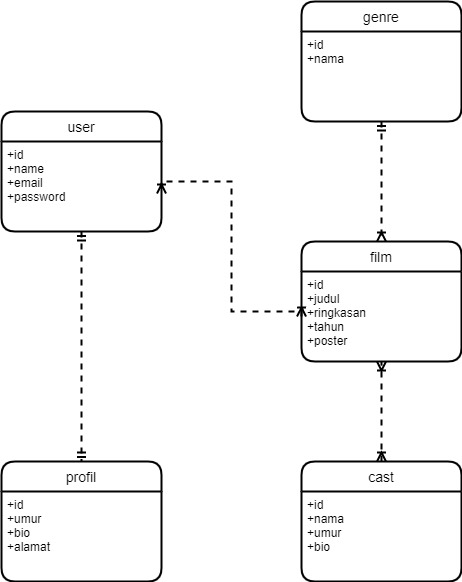 genre
+id
+nama
user
+id
+name
+email
+password
film
+id
+judul
+ringkasan
+tahun
+poster
profil
+id
+umur
+bio
+alamat
cast
+id
+nama
+umur
+bio